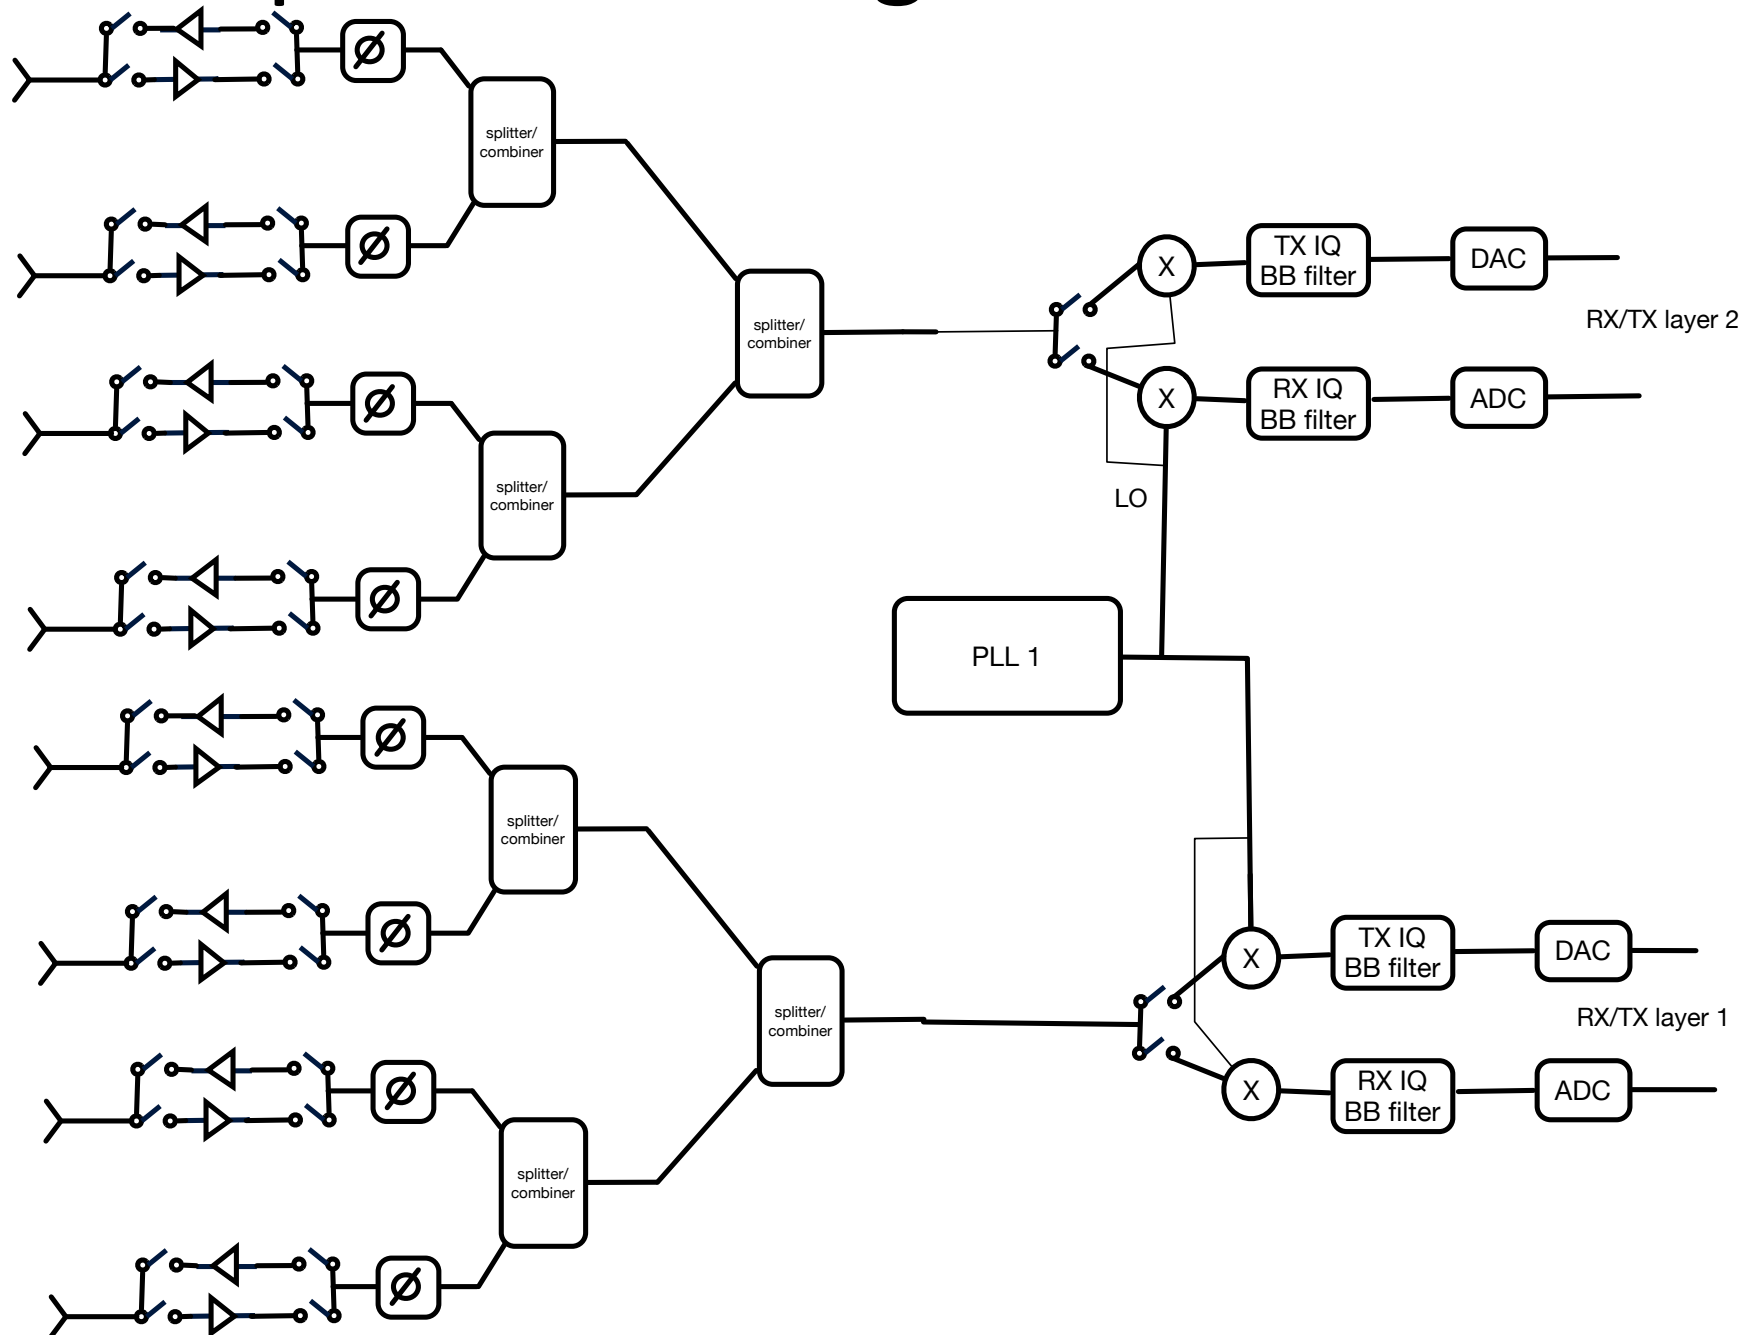 Ø
splitter/
combiner
Ø
splitter/
combiner
X
TX IQ
BB filter
DAC
RX/TX layer 2
Ø
splitter/
combiner
X
RX IQ
BB filter
ADC
LO
Ø
PLL 1
Ø
splitter/
combiner
Ø
splitter/
combiner
X
TX IQ
BB filter
DAC
RX/TX layer 1
Ø
splitter/
combiner
X
RX IQ
BB filter
ADC
Ø